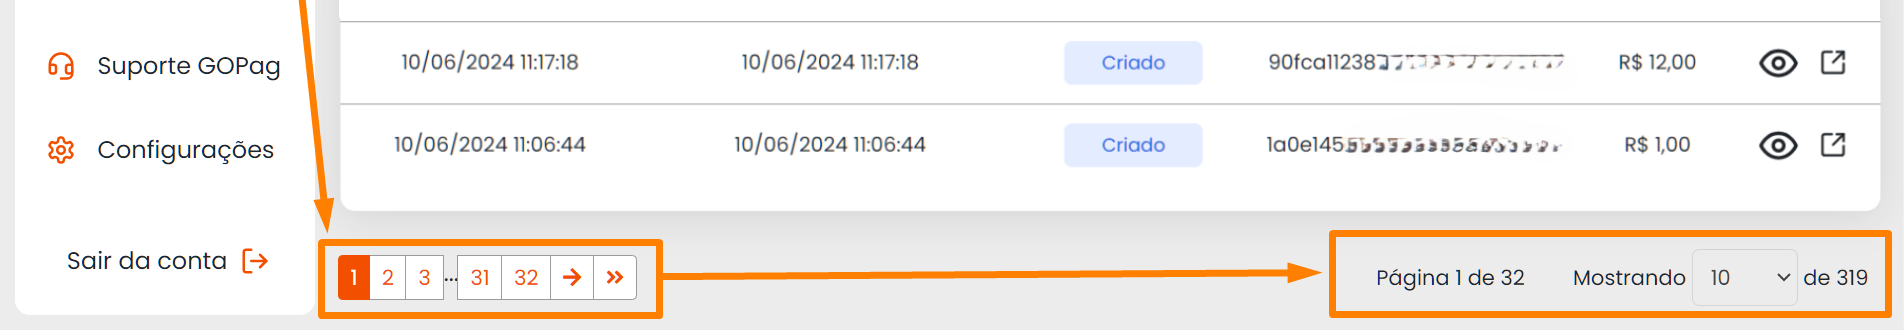 Suporte GOPag
Configurações
Sair da conta
10/06/2024 11:17:18 10/06/2024 11:17:18 Criado 90fca11238 R$ 12,00
10/06/2024 11:06:44 10/06/2024 11:06:44 Criado 1a0e145 R$ 1,00
1 2 3 ... 31 32
Página 1 de 32 Mostrando 10 de 319